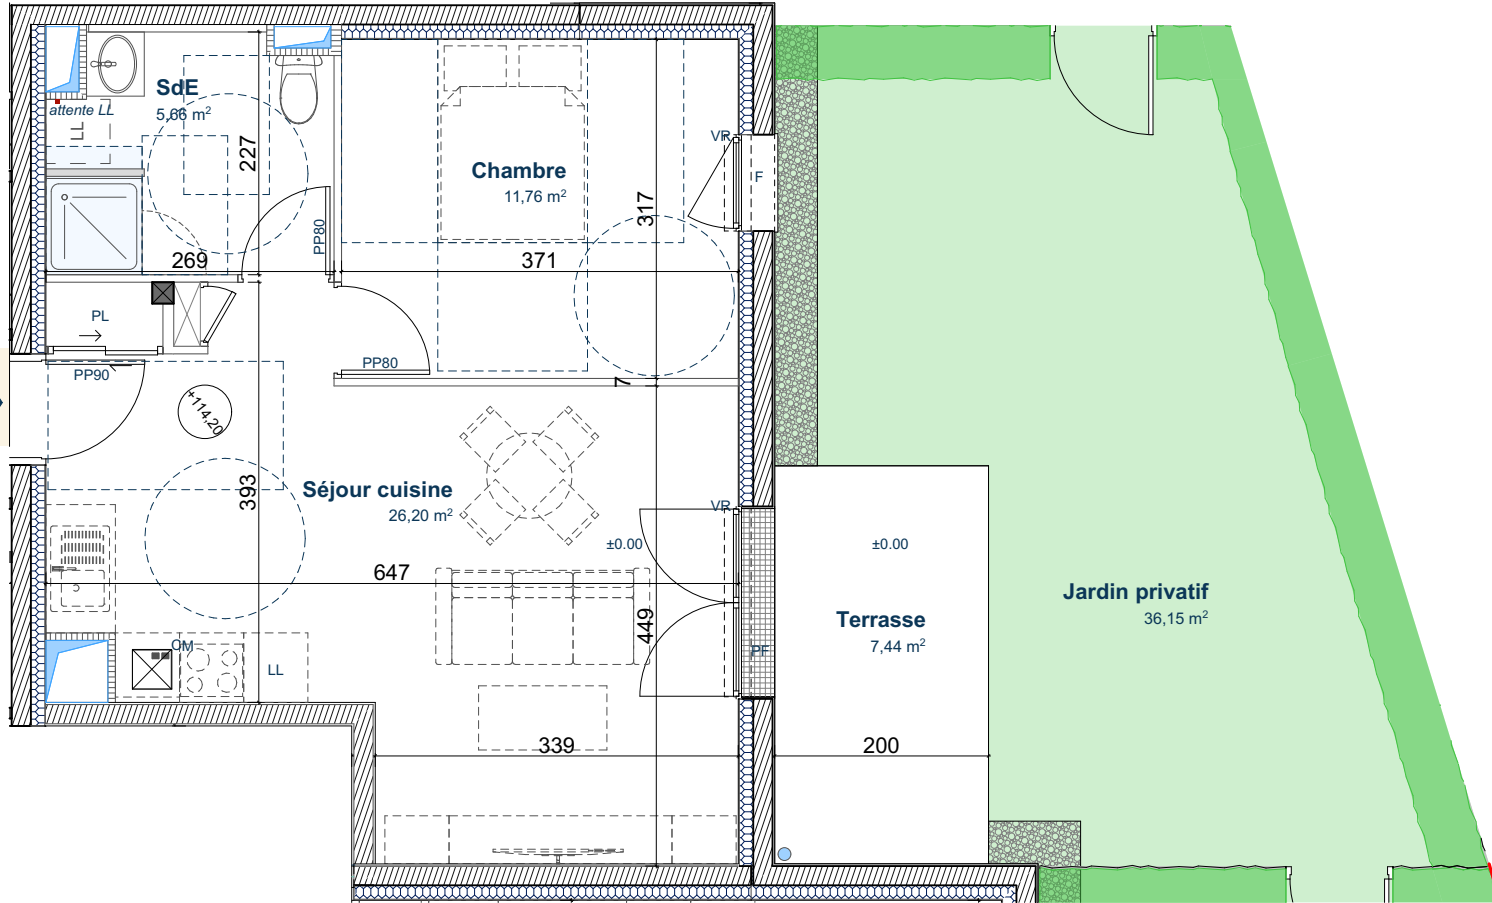 SdE
5,66 m²
attente LL
LL
227
PP80
269
Chambre
11,76 m²
317
371
VR
F
PL
PP90
PP80
7
+114,20
393
Séjour cuisine
26,20 m²
VR
±0.00
±0.00
647
449
Terrasse
7,44 m²
PF
Jardin privatif
36,15 m²
OM
LL
339
200